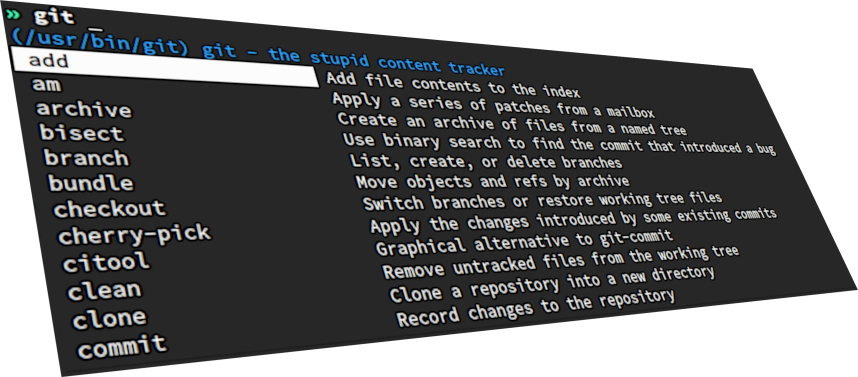 » git _
(/usr/bin/git) git - the stupid content tracker
add Add file contents to the index
am Apply a series of patches from a mailbox
archive Create an archive of files from a named tree
bisect Use binary search to find the commit that introduced a bug
branch List, create, or delete branches
bundle Move objects and refs by archive
checkout Switch branches or restore working tree files
cherry-pick Apply the changes introduced by some existing commits
citool Graphical alternative to git-commit
clean Remove untracked files from the working tree
clone Clone a repository into a new directory
commit Record changes to the repository